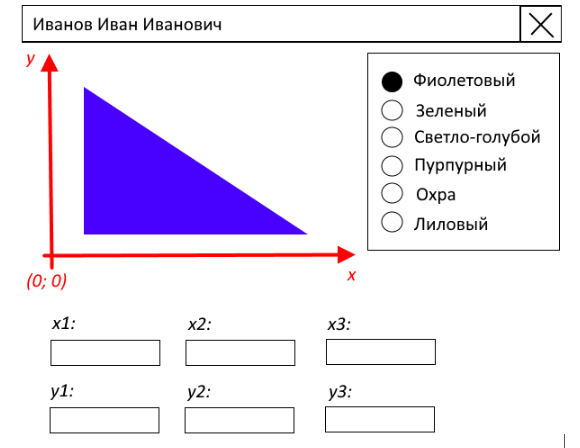 Иванов Иван Иванович
y
Фиолетовый
Зеленый
Светло-голубой
Пурпурный
Охра
Лиловый
(0; 0)
x
x1:
x2:
x3:
y1:
y2:
y3: